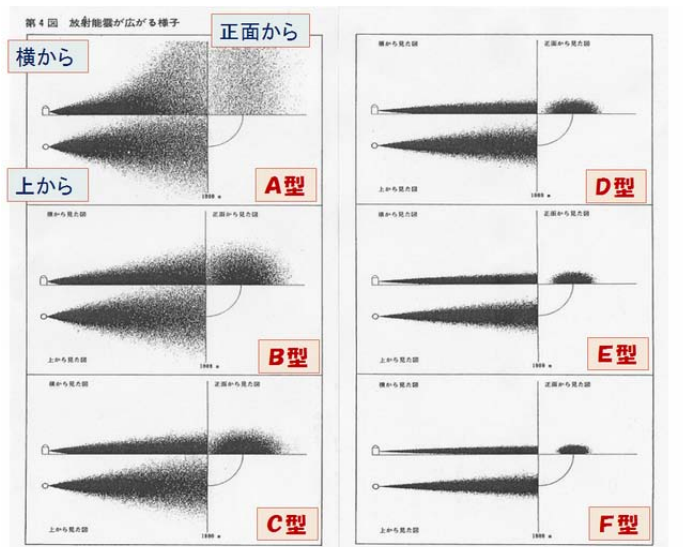 第4図 放射能雲が広がる様子
正面から
横から
上から
A型
1000 m
横から見た図
正面から見た図
上から見た図
B型
1000 m
横から見た図
正面から見た図
上から見た図
C型
1000 m
横から見た図
正面から見た図
上から見た図
D型
1000 m
横から見た図
正面から見た図
上から見た図
E型
1000 m
横から見た図
正面から見た図
上から見た図
F型
1000 m